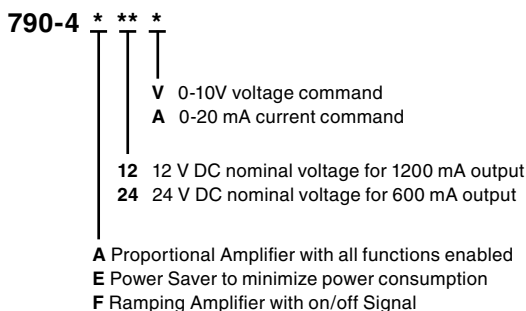 790-4 * ** *
V 0-10V voltage command
A 0-20 mA current command
12 12 V DC nominal voltage for 1200 mA output
24 24 V DC nominal voltage for 600 mA output
A Proportional Amplifier with all functions enabled
E Power Saver to minimize power consumption
F Ramping Amplifier with on/off Signal